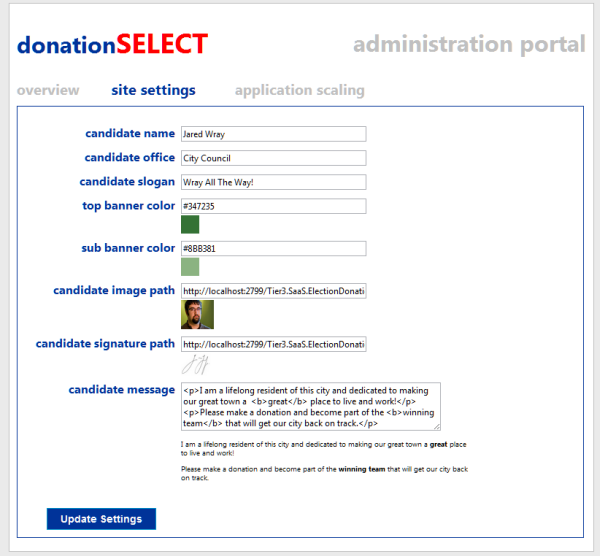 donationSELECT administration portal
overview site settings application scaling
candidate name Jared Wray
candidate office City Council
candidate slogan Wray All The Way!
top banner color #347235
sub banner color #8BB381
candidate image path http://localhost:2799/Tier3.SaaS.ElectionDonati
candidate signature path http://localhost:2799/Tier3.SaaS.ElectionDonati
candidate message <p>I am a lifelong resident of this city and dedicated to making
our great town a <b>great</b> place to live and work!</p>
<p>Please make a donation and become part of the <b>winning
team</b> that will get our city back on track.</p>
I am a lifelong resident of this city and dedicated to making our great town a great place
to live and work!
Please make a donation and become part of the winning team that will get our city back
on track.
Update Settings